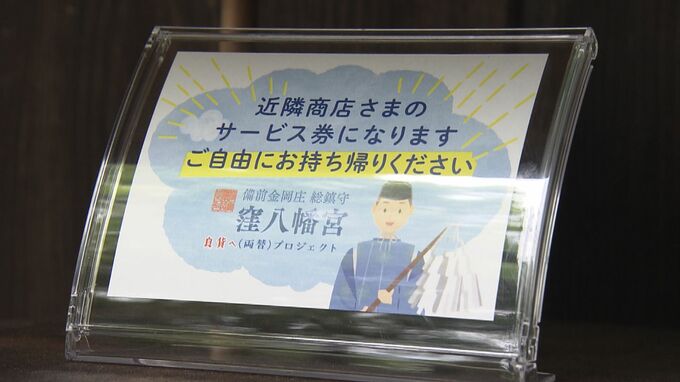 近隣商店さまの
サービス券になります
ご自由にお持ち帰りください
備前金岡庄 総鎮守
窪八幡宮
良貨へ(両替)プロジェクト